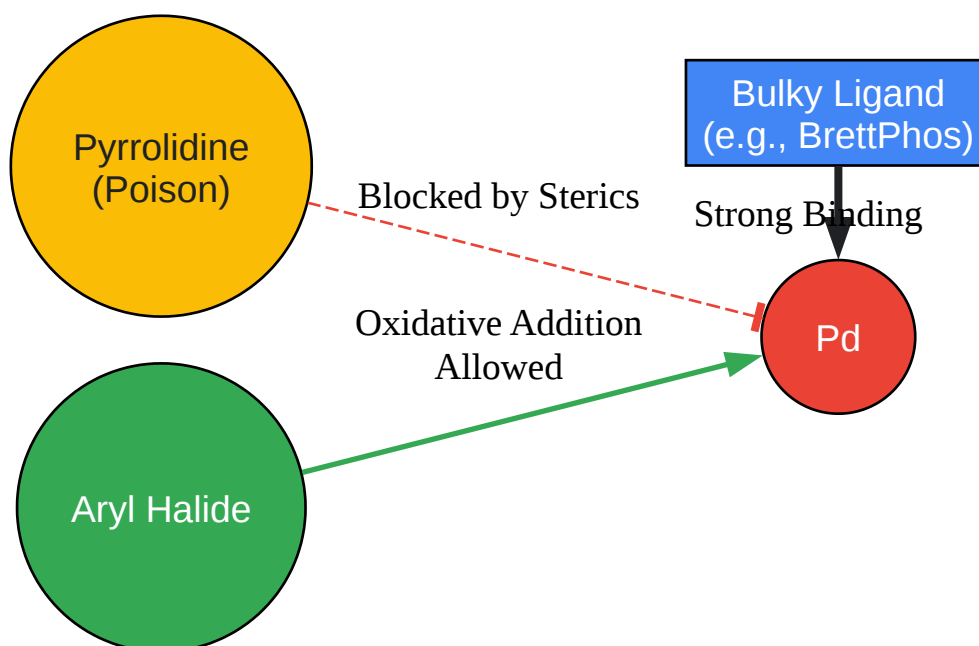 Pyrrolidine
(Poison)
Bulky Ligand
(e.g., BrettPhos)
Blocked by Sterics
Strong Binding
Oxidative Addition
Allowed
Pd
Aryl Halide